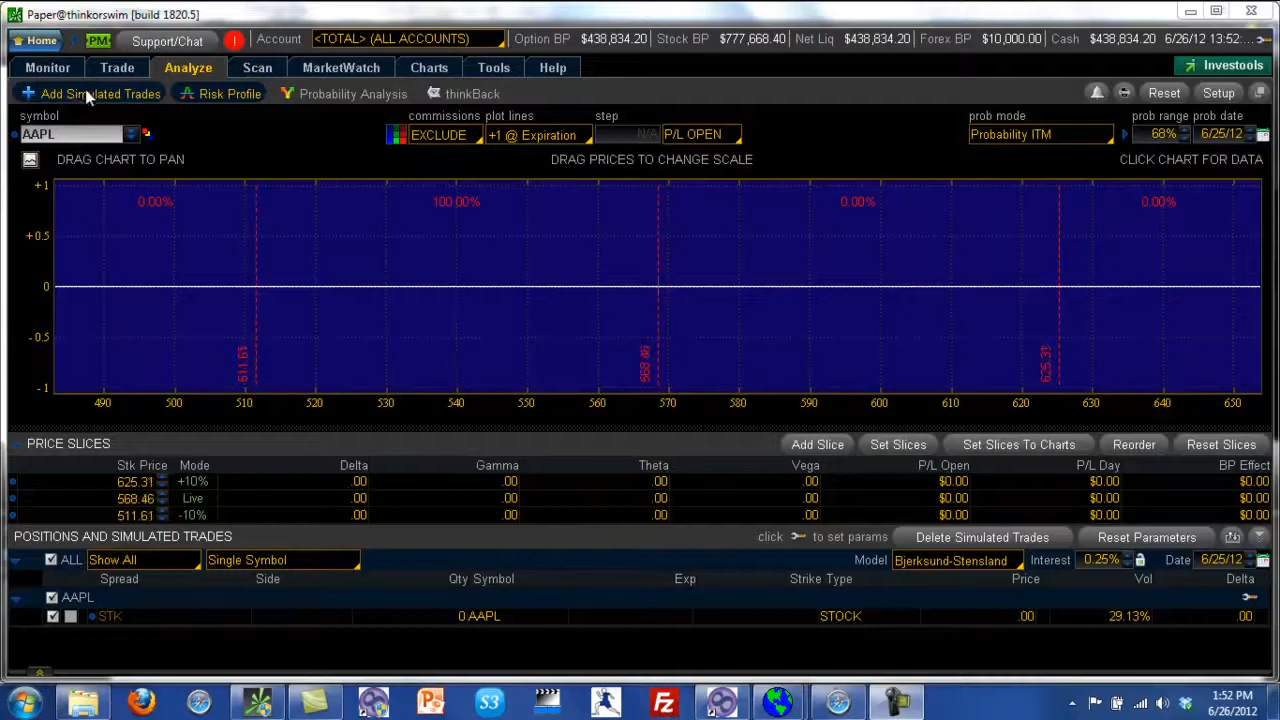 Paper@thinkorswim [build 1820.5]
Home PM Support/Chat ! Account <TOTAL> (ALL ACCOUNTS) Option BP $438,834.20 Stock BP $777,668.40 Net Liq $438,834.20 Forex BP $10,000.00 Cash $438,834.20 6/26/12 13:52:
Monitor Trade Analyze Scan MarketWatch Charts Tools Help Investools
Add Simulated Trades Risk Profile Probability Analysis thinkBack Reset Setup
symbol commissions plot lines step prob mode prob range prob date
AAPL EXCLUDE +1 @ Expiration N/A P/L OPEN Probability ITM 68% 6/25/12
DRAG CHART TO PAN DRAG PRICES TO CHANGE SCALE CLICK CHART FOR DATA
+1
0.00% 100.00% 0.00% 0.00%
+0.5
0
-0.5
511.61 568.46 625.31
-1
490 500 510 520 530 540 550 560 570 580 590 600 610 620 630 640 650
PRICE SLICES Add Slice Set Slices Set Slices To Charts Reorder Reset Slices
Stk Price Mode Delta Gamma Theta Vega P/L Open P/L Day BP Effect
625.31 +10% .00 .00 .00 .00 $0.00 $0.00 $0.00
568.46 Live .00 .00 .00 .00 $0.00 $0.00 $0.00
511.61 -10% .00 .00 .00 .00 $0.00 $0.00 $0.00
POSITIONS AND SIMULATED TRADES click to set params Delete Simulated Trades Reset Parameters
ALL Show All Single Symbol Model Bjerksund-Stensland Interest 0.25% Date 6/25/12
Spread Side Qty Symbol Exp Strike Type Price Vol Delta
AAPL
STK 0 AAPL STOCK .00 29.13% .00
S3 FZ 1:52 PM
6/26/2012